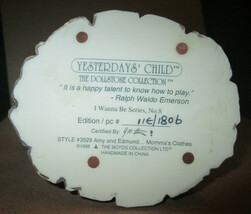 YESTERDAYS' CHILD™
THE DOLLSTONE COLLECTION™
"It is a happy talent to know how to play."
- Ralph Waldo Emerson
I Wanna Be Series, No.8
Edition / pc # 11E/1806
Certified By:
STYLE #3529 Amy and Edmund... Momma's Clothes
©1996 THE BOYDS COLLECTION LTD
HANDMADE IN CHINA